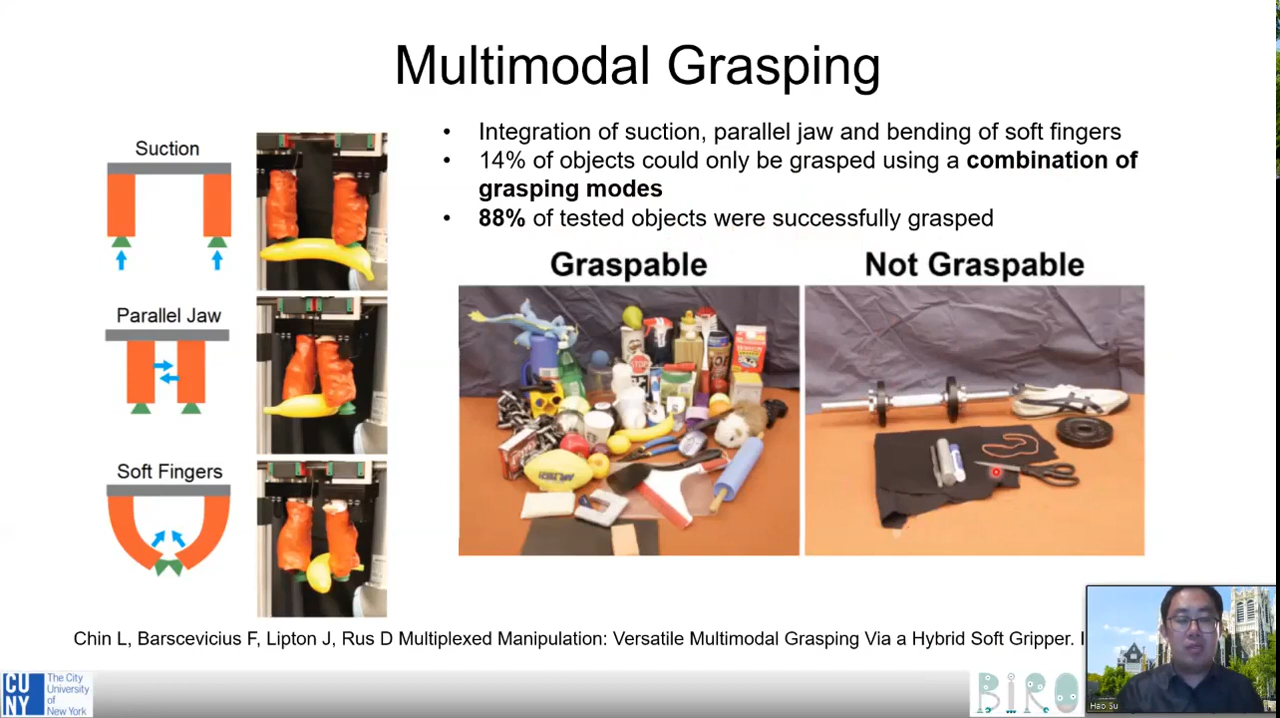 Multimodal Grasping
Suction
Parallel Jaw
Soft Fingers
• Integration of suction, parallel jaw and bending of soft fingers
• 14% of objects could only be grasped using a combination of
grasping modes
• 88% of tested objects were successfully grasped
Graspable
Not Graspable
STOP
Chin L, Barscevicius F, Lipton J, Rus D Multiplexed Manipulation: Versatile Multimodal Grasping Via a Hybrid Soft Gripper. I
CU
NY
The City
University
of
New York
BIRO
Hao Su